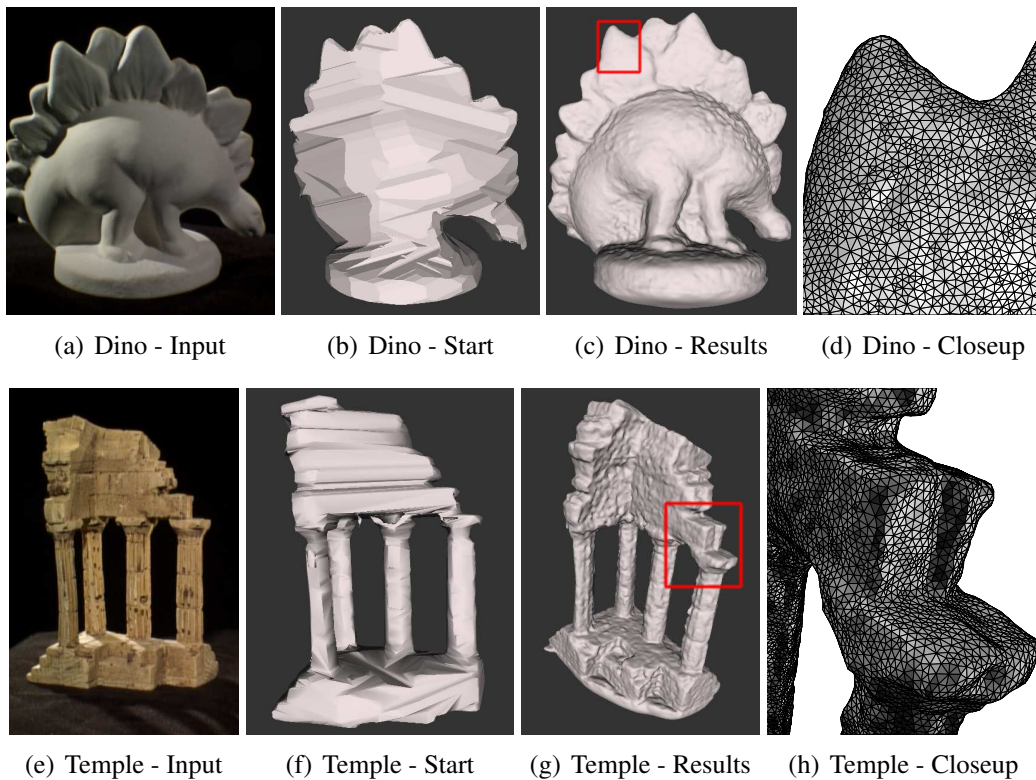 (a) Dino - Input
(b) Dino - Start
(c) Dino - Results
(d) Dino - Closeup
(e) Temple - Input
(f) Temple - Start
(g) Temple - Results
(h) Temple - Closeup